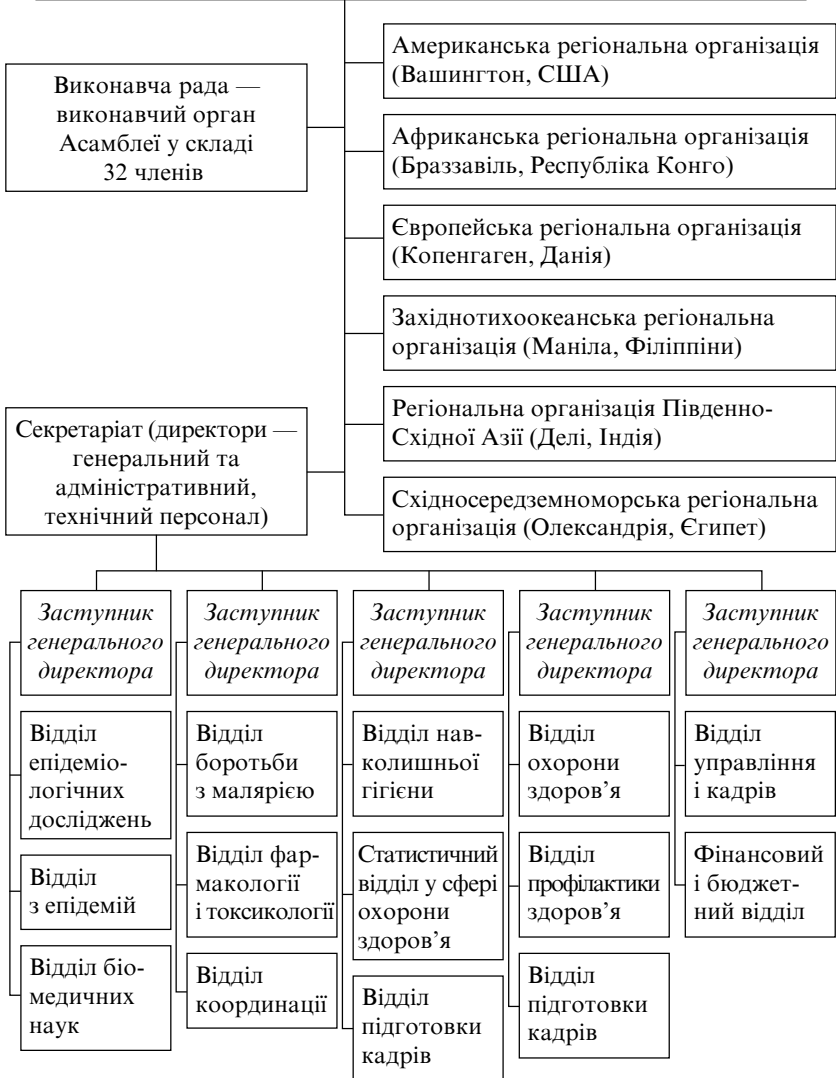 Американська регіональна організація
(Вашингтон, США)
Виконавча рада —
виконавчий орган
Асамблеї у складі
32 членів
Африканська регіональна організація
(Браззавіль, Республіка Конго)
Європейська регіональна організація
(Копенгаген, Данія)
Західнотихоокеанська регіональна
організація (Маніла, Філіппіни)
Регіональна організація Південно-
Східної Азії (Делі, Індія)
Секретаріат (директори —
генеральний та
адміністративний,
технічний персонал)
Східносередземноморська регіональна
організація (Олександрія, Єгипет)
Заступник
генерального
директора
Відділ
епідеміо-
логічних
досліджень
Відділ
з епідемій
Відділ біо-
медичних
наук
Заступник
генерального
директора
Відділ
боротьби
з малярією
Відділ фар-
макології
і токсикології
Відділ
координації
Заступник
генерального
директора
Відділ нав-
колишньої
гігієни
Статистичний
відділ у сфері
охорони
здоров’я
Відділ
підготовки
кадрів
Заступник
генерального
директора
Відділ
охорони
здоров’я
Відділ
профілактики
здоров’я
Відділ
підготовки
кадрів
Заступник
генерального
директора
Відділ
управління
і кадрів
Фінансовий
і бюджет-
ний відділ